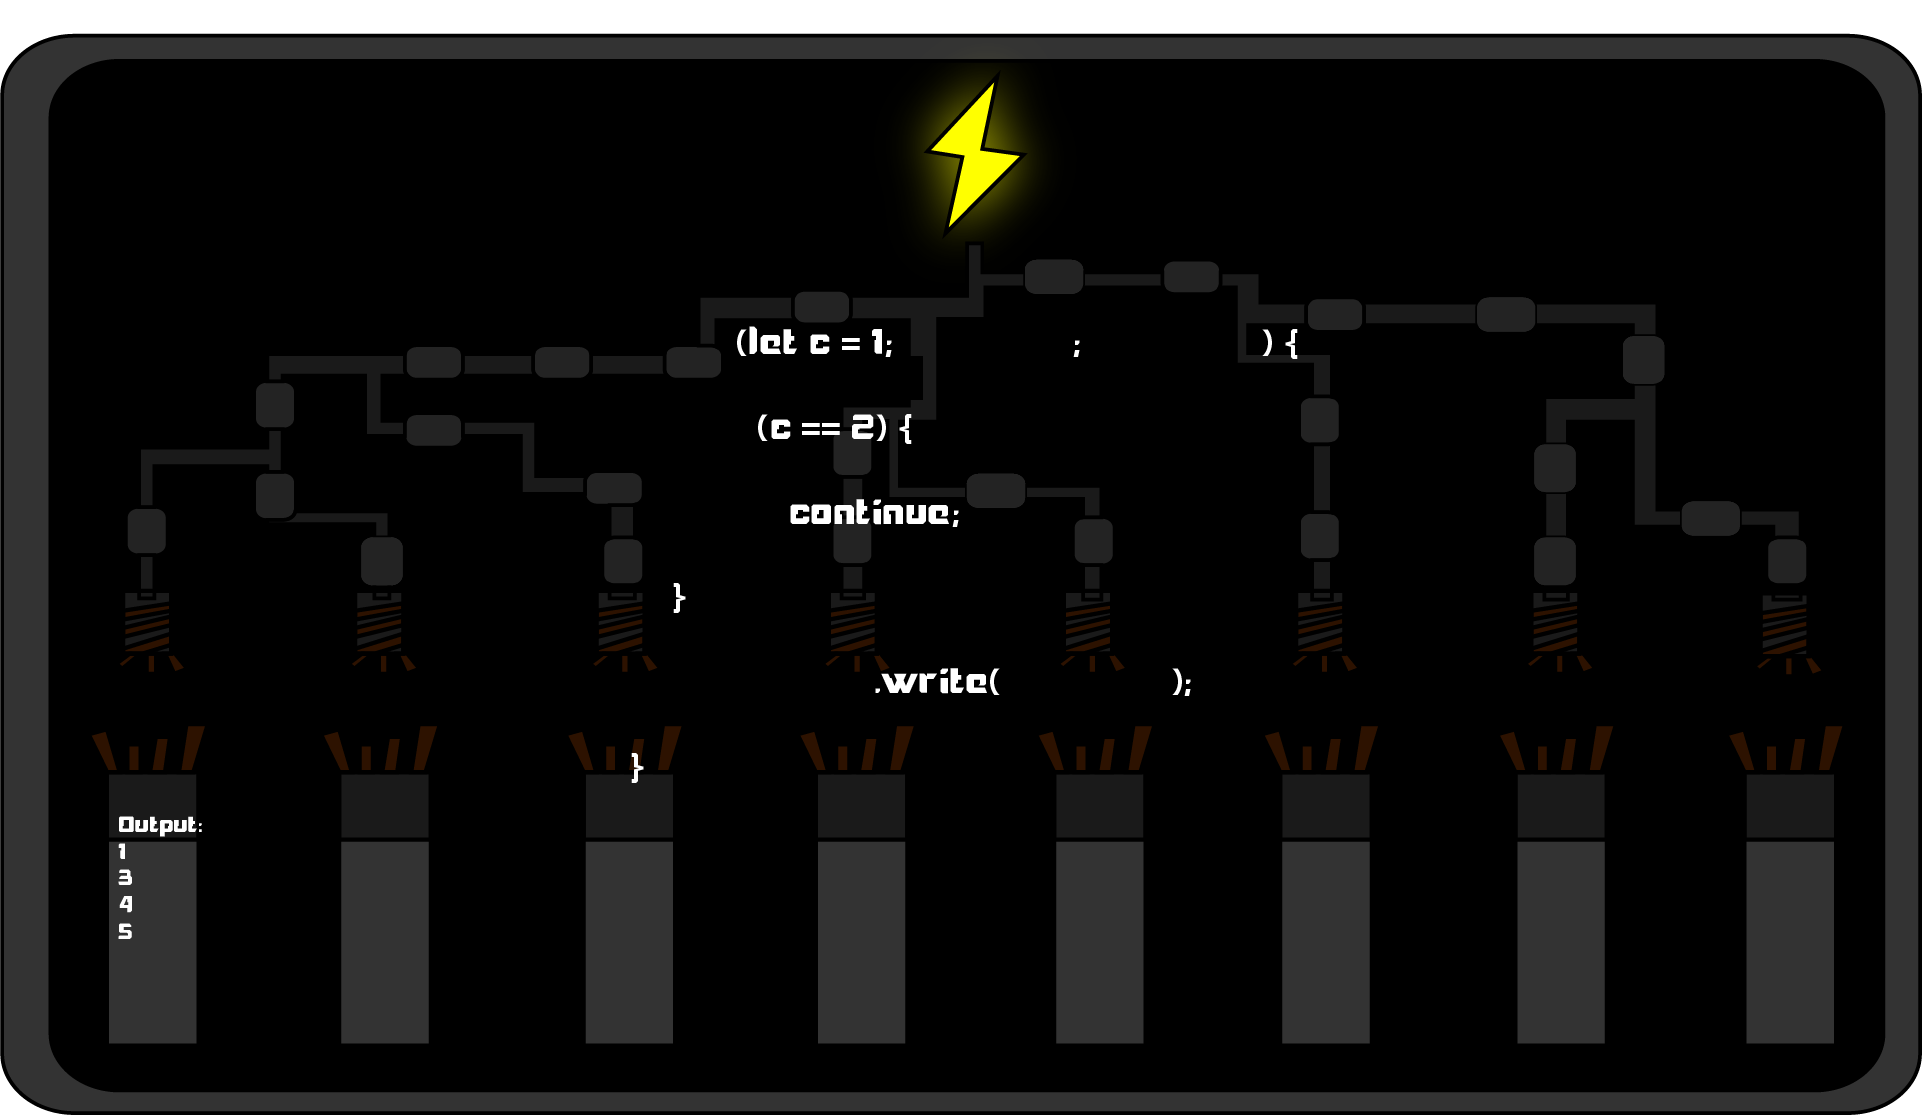 (let c = 1; ; ) {
(c == 2) {
continue;
}
.write( );
}
Output:
1
3
4
5